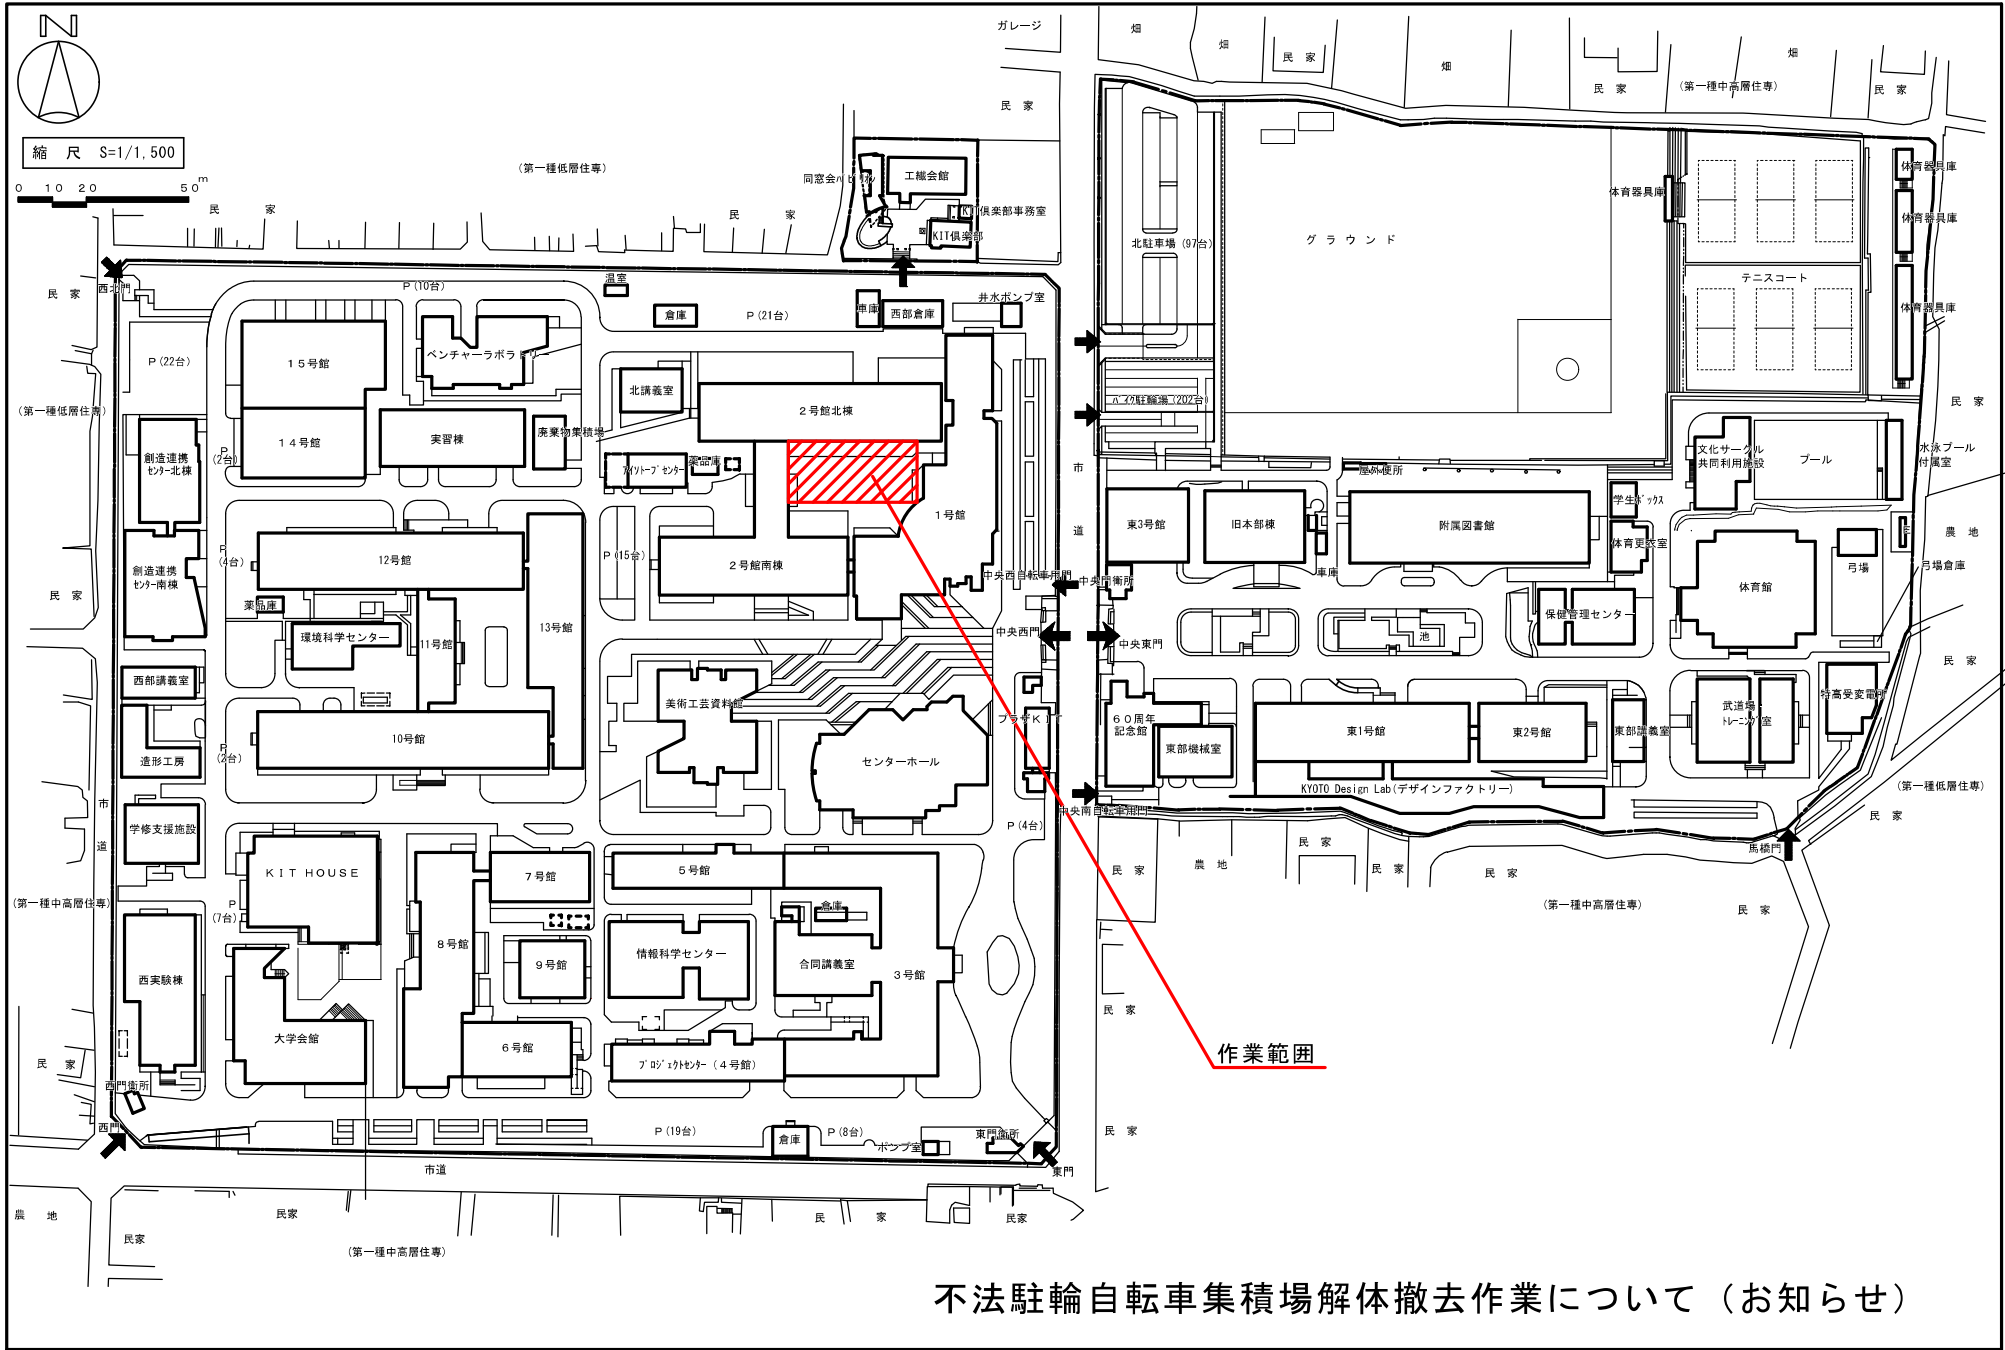 N
縮 尺 S=1/1,500
0 10 20 50m
ガレージ
畑
畑
民 家
畑
畑
民 家
(第一種中高層住専)
民 家
民 家
(第一種低層住専)
同窓会パビリオン
工繊会館
KIT倶楽部事務室
KIT倶楽部
民 家
民 家
北駐車場(97台)
グラウンド
体育器具庫
体育器具庫
体育器具庫
体育器具庫
テニスコート
民 家
西北門
P(10台)
温室
倉庫
P(21台)
車庫
西部倉庫
井水ポンプ室
P(22台)
15号館
ベンチャーラボラトリー
北講義室
2号館北棟
バイク駐輪場(202台)
(第一種低層住専)
民 家
14号館
実習棟
廃棄物集積場
創造連携
センター北棟
P
(2台)
アイソトープセンター
薬品庫
市
道
屋外便所
文化サークル
共同利用施設
プール
水泳プール
付属室
1号館
東3号館
旧本部棟
附属図書館
学生ボックス
農 地
体育更衣室
車庫
弓場
弓場倉庫
12号館
P
(4台)
P(15台)
2号館南棟
創造連携
センター南棟
中央西自転車用門
中央門衛所
民 家
薬品庫
体育館
保健管理センター
環境科学センター
11号館
13号館
中央西門
中央東門
池
民 家
西部講義室
美術工芸資料館
プラザKIT
60周年
記念館
東部機械室
東1号館
東2号館
東部講義室
武道場
トレーニング室
特高受変電所
造形工房
P
(2台)
10号館
センターホール
KYOTO Design Lab(デザインファクトリー)
(第一種低層住専)
民 家
中央南自転車用門
市
道
学修支援施設
P(4台)
馬橋門
KIT HOUSE
7号館
5号館
民 家
農 地
民 家
民 家
民 家
(第一種中高層住専)
民 家
(第一種中高層住専)
P
(7台)
倉庫
8号館
9号館
情報科学センター
合同講義室
3号館
西実験棟
民 家
大学会館
6号館
プロジェクトセンター(4号館)
作業範囲
民 家
西門衛所
西門
P(19台)
倉庫
P(8台)
ポンプ室
東門衛所
東門
民 家
市道
農 地
民家
民家
民 家
民家
(第一種中高層住専)
不法駐輪自転車集積場解体撤去作業について(お知らせ)